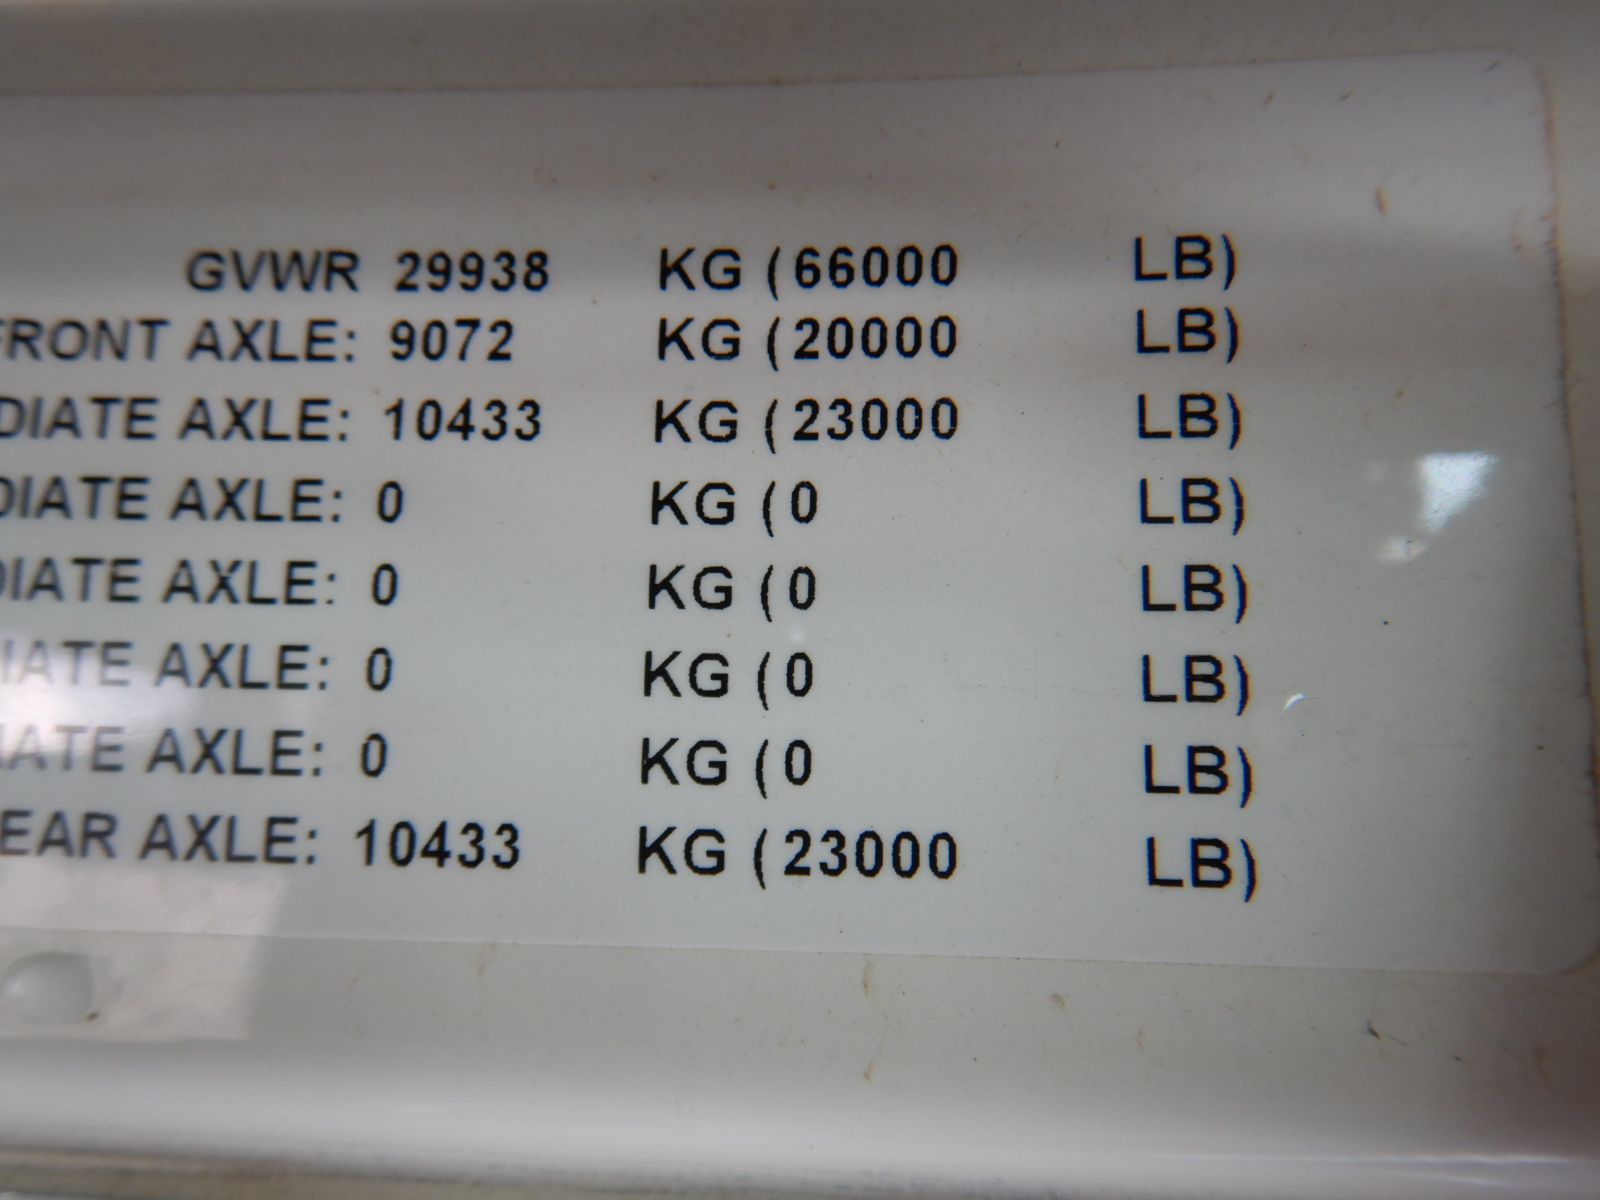 GVWR 29938 KG (66000 LB)
FRONT AXLE: 9072 KG (20000 LB)
DIATE AXLE: 10433 KG (23000 LB)
DIATE AXLE: 0 KG (0 LB)
DIATE AXLE: 0 KG (0 LB)
IATE AXLE: 0 KG (0 LB)
IATE AXLE: 0 KG (0 LB)
EAR AXLE: 10433 KG (23000 LB)